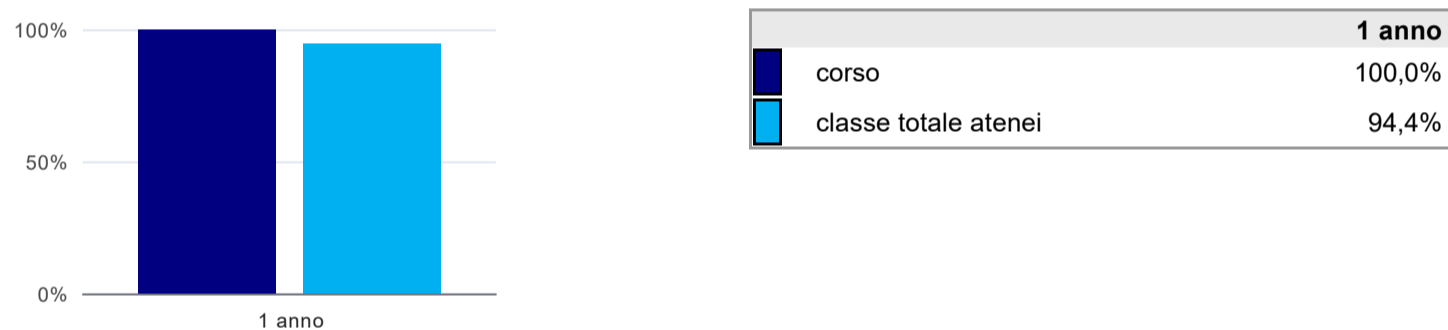 100%
50%
0%
1 anno
1 anno
corso 100,0%
classe totale atenei 94,4%